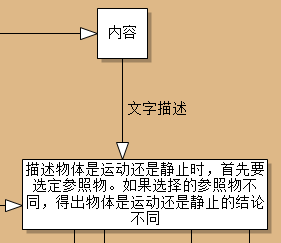 内容
文字描述
描述物体是运动还是静止时，首先要
选定参照物。如果选择的参照物不
同，得出物体是运动还是静止的结论
不同